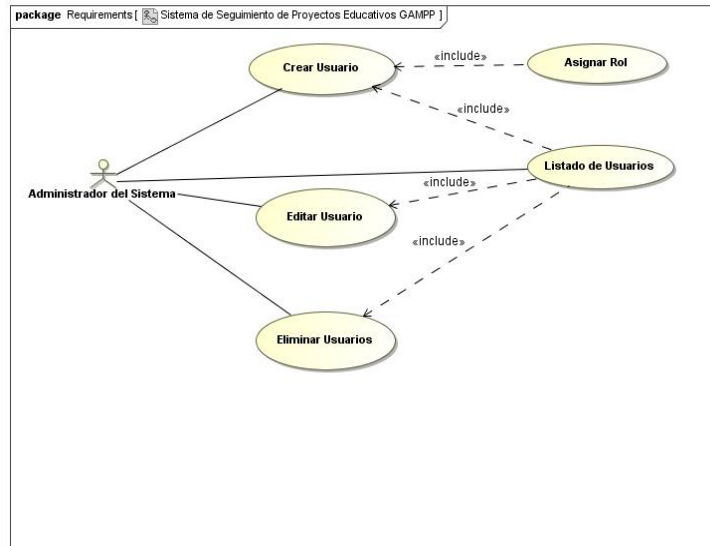 package Requirements [ Sistema de Seguimiento de Proyectos Educativos GAMPP ]
Crear Usuario
«include»
Asignar Rol
«include»
Listado de Usuarios
Administrador del Sistema
«include»
Editar Usuario
«include»
Eliminar Usuarios